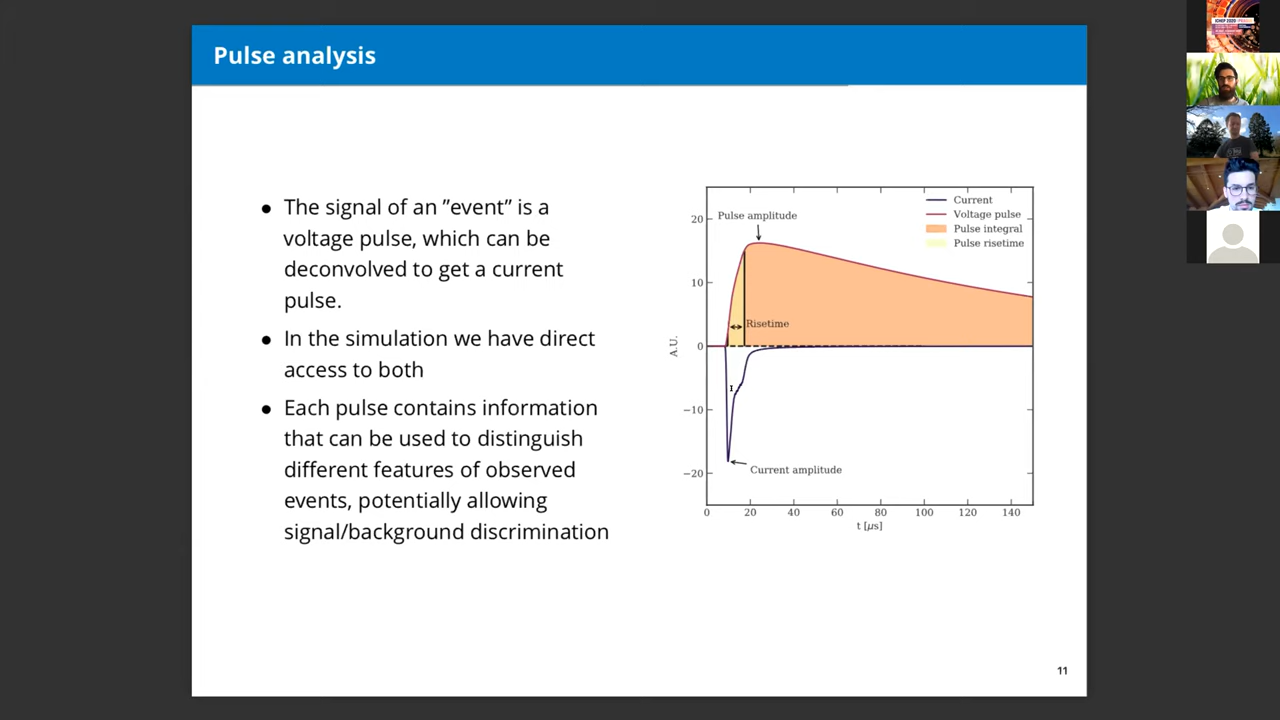 Pulse analysis
● The signal of an ”event” is a
voltage pulse, which can be
deconvolved to get a current
pulse.
● In the simulation we have direct
access to both
● Each pulse contains information
that can be used to distinguish
different features of observed
events, potentially allowing
signal/background discrimination
Current
Voltage pulse
Pulse integral
Pulse risetime
Pulse amplitude
Risetime
Current amplitude
A.U.
20
10
0
−10
−20
0 20 40 60 80 100 120 140
t [μs]
11
ICHEP 2020